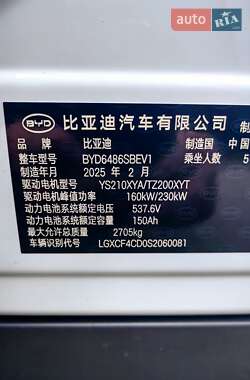 auto.
RIA
.com
BYD 比亚迪汽车有限公司 制
品牌 比亚迪 制造国 中
整车型号 BYD6486SBEV1 乘坐人数 5
制造年月 2025 年 2 月
驱动电机型号 YS210XYA/TZ200XYT
驱动电机峰值功率 160kW/230kW
动力电池系统额定电压 537.6V
动力电池系统额定容量 150Ah
最大允许总质量 2705kg
车辆识别代号 LGXCF4CD0S2060081